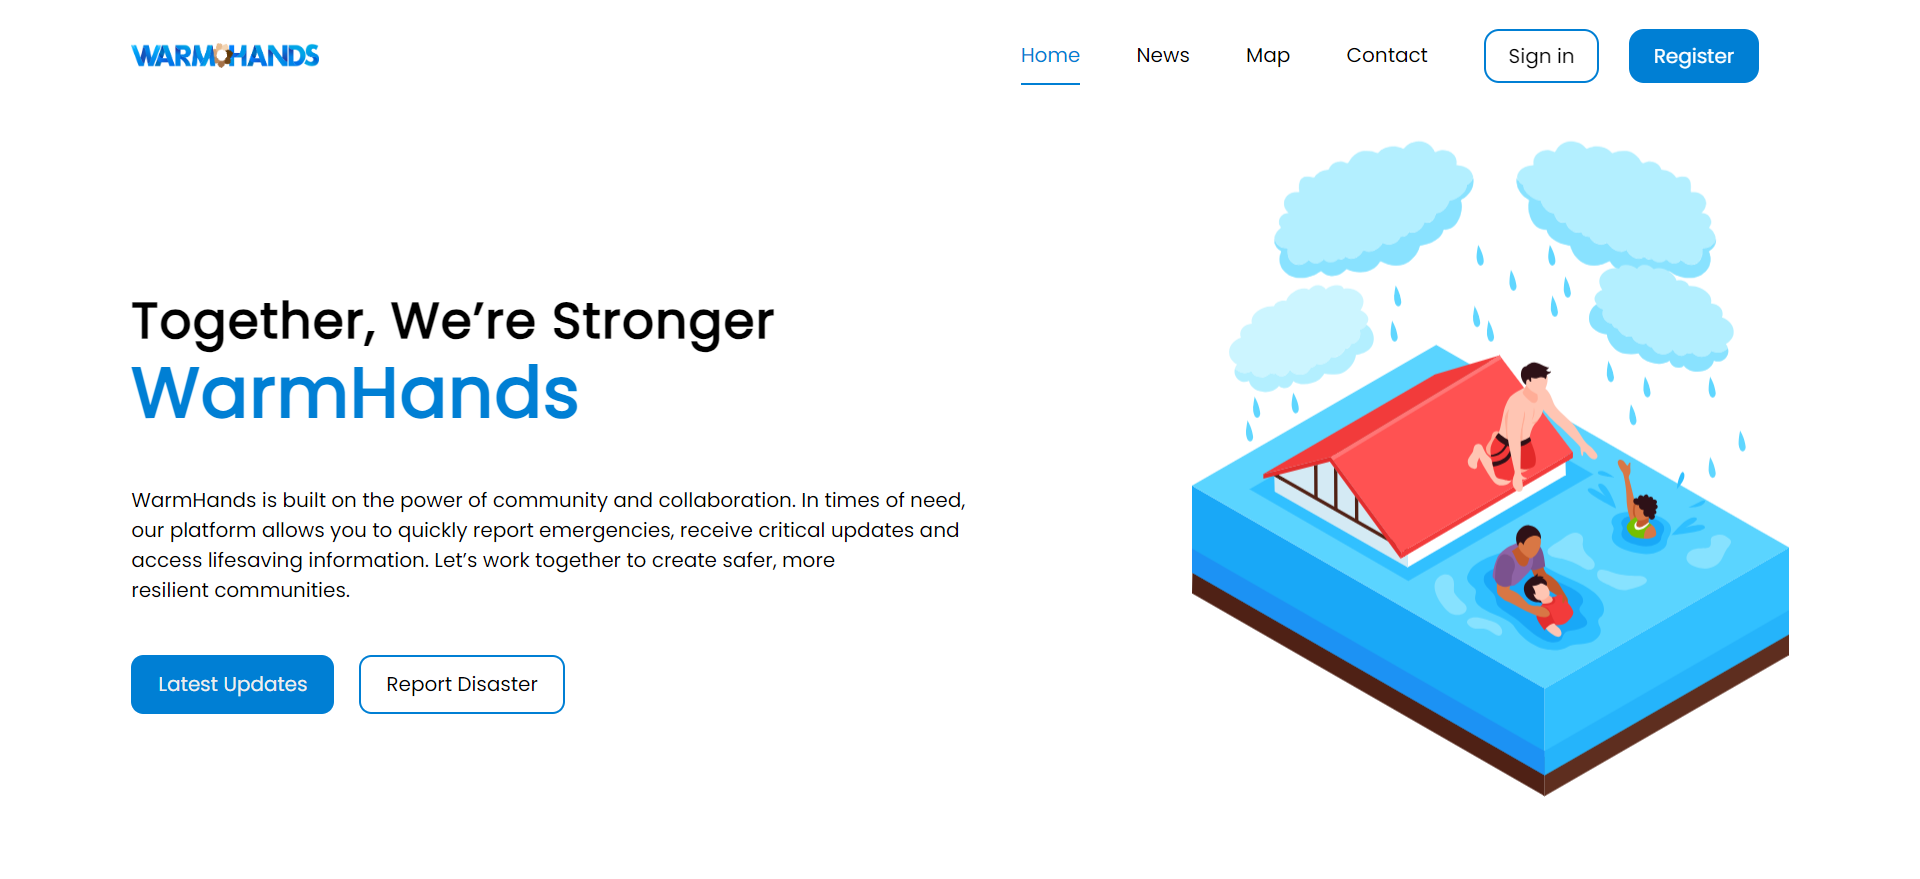 WARMHANDS
Home
News
Map
Contact
Sign in
Register
Together, We’re Stronger
WarmHands
WarmHands is built on the power of community and collaboration. In times of need,
our platform allows you to quickly report emergencies, receive critical updates and
access lifesaving information. Let’s work together to create safer, more
resilient communities.
Latest Updates
Report Disaster